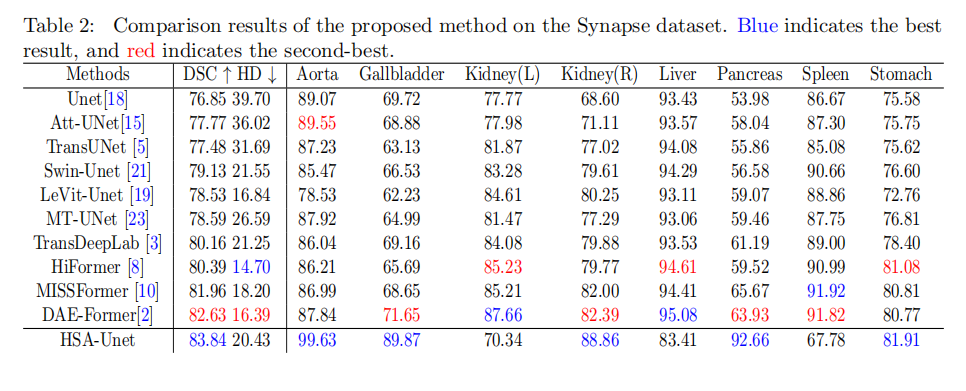 Table 2: Comparison results of the proposed method on the Synapse dataset. Blue indicates the best
result, and red indicates the second-best.
Methods DSC ↑ HD ↓ Aorta Gallbladder Kidney(L) Kidney(R) Liver Pancreas Spleen Stomach
Unet[18] 76.85 39.70 89.07 69.72 77.77 68.60 93.43 53.98 86.67 75.58
Att-UNet[15] 77.77 36.02 89.55 68.88 77.98 71.11 93.57 58.04 87.30 75.75
TransUNet [5] 77.48 31.69 87.23 63.13 81.87 77.02 94.08 55.86 85.08 75.62
Swin-Unet [21] 79.13 21.55 85.47 66.53 83.28 79.61 94.29 56.58 90.66 76.60
LeVit-Unet [19] 78.53 16.84 78.53 62.23 84.61 80.25 93.11 59.07 88.86 72.76
MT-UNet [23] 78.59 26.59 87.92 64.99 81.47 77.29 93.06 59.46 87.75 76.81
TransDeepLab [3] 80.16 21.25 86.04 69.16 84.08 79.88 93.53 61.19 89.00 78.40
HiFormer [8] 80.39 14.70 86.21 65.69 85.23 79.77 94.61 59.52 90.99 81.08
MISSFormer [10] 81.96 18.20 86.99 68.65 85.21 82.00 94.41 65.67 91.92 80.81
DAE-Former[2] 82.63 16.39 87.84 71.65 87.66 82.39 95.08 63.93 91.82 80.77
HSA-Unet 83.84 20.43 99.63 89.87 70.34 88.86 83.41 92.66 67.78 81.91